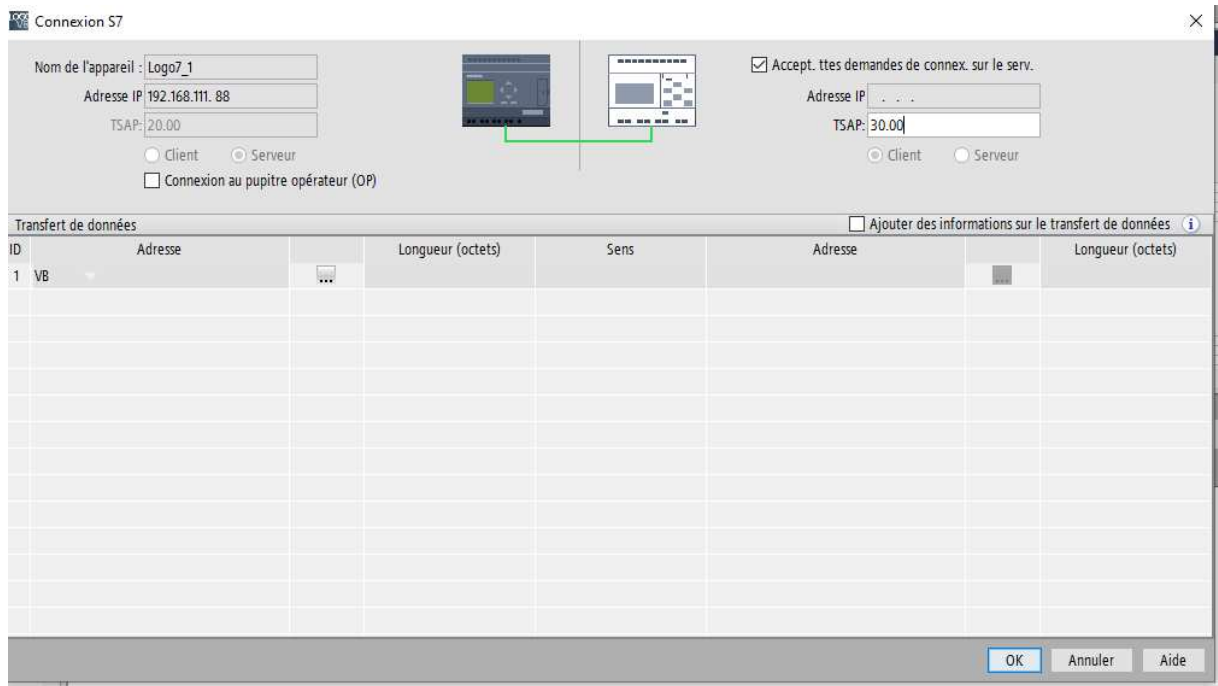 Connexion S7
Nom de l'appareil : Logo7_1
Adresse IP 192.168.111. 88
TSAP: 20.00
Client Serveur
Connexion au pupitre opérateur (OP)
Accept. ttes demandes de connex. sur le serv.
Adresse IP . . .
TSAP: 30.00
Client Serveur
Transfert de données Ajouter des informations sur le transfert de données i
ID Adresse Longueur (octets) Sens Adresse Longueur (octets)
1 VB ... ...
OK Annuler Aide